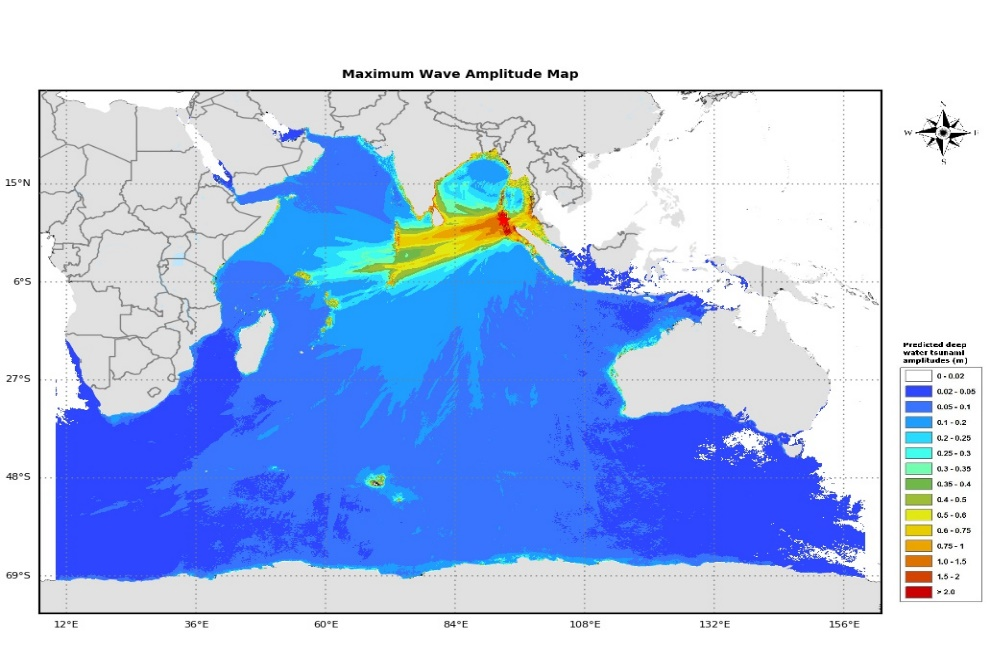 Maximum Wave Amplitude Map
N
W E
S
15°N
6°S
27°S
48°S
69°S
12°E 36°E 60°E 84°E 108°E 132°E 156°E
Predicted deep
water tsunami
amplitudes (m)
0 - 0.02
0.02 - 0.05
0.05 - 0.1
0.1 - 0.2
0.2 - 0.25
0.25 - 0.3
0.3 - 0.35
0.35 - 0.4
0.4 - 0.5
0.5 - 0.6
0.6 - 0.75
0.75 - 1
1.0 - 1.5
1.5 - 2
> 2.0